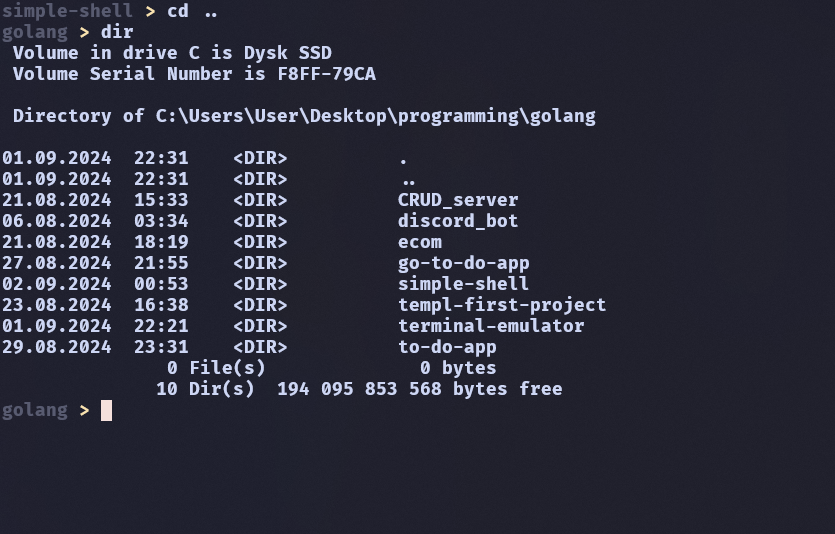 simple-shell > cd ..
golang > dir
 Volume in drive C is Dysk SSD
 Volume Serial Number is F8FF-79CA

 Directory of C:\Users\User\Desktop\programming\golang

01.09.2024  22:31    <DIR>          .
01.09.2024  22:31    <DIR>          ..
21.08.2024  15:33    <DIR>          CRUD_server
06.08.2024  03:34    <DIR>          discord_bot
21.08.2024  18:19    <DIR>          ecom
27.08.2024  21:55    <DIR>          go-to-do-app
02.09.2024  00:53    <DIR>          simple-shell
23.08.2024  16:38    <DIR>          templ-first-project
01.09.2024  22:21    <DIR>          terminal-emulator
29.08.2024  23:31    <DIR>          to-do-app
               0 File(s)              0 bytes
              10 Dir(s)  194 095 853 568 bytes free
golang >